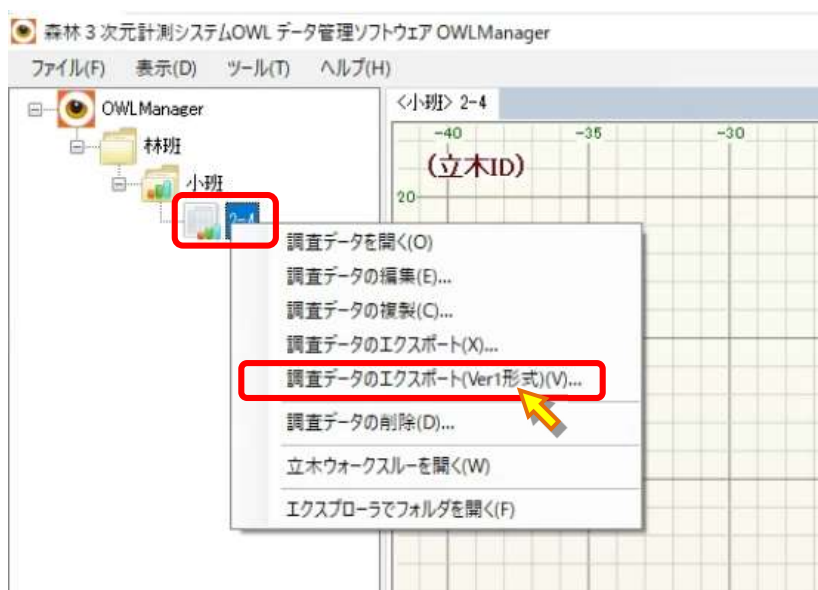 森林３次元計測システムOWL データ管理ソフトウェア OWLManager
ファイル(F) 表示(D) ツール(T) ヘルプ(H)
OWLManager
林班
小班
2-4
<小班> 2-4
-40 -35 -30
(立木ID)
20
調査データを開く(O)
調査データの編集(E)...
調査データの複製(C)...
調査データのエクスポート(X)...
調査データのエクスポート(Ver1形式)(V)...
調査データの削除(D)...
立木ウォークスルーを開く(W)
エクスプローラでフォルダを開く(F)